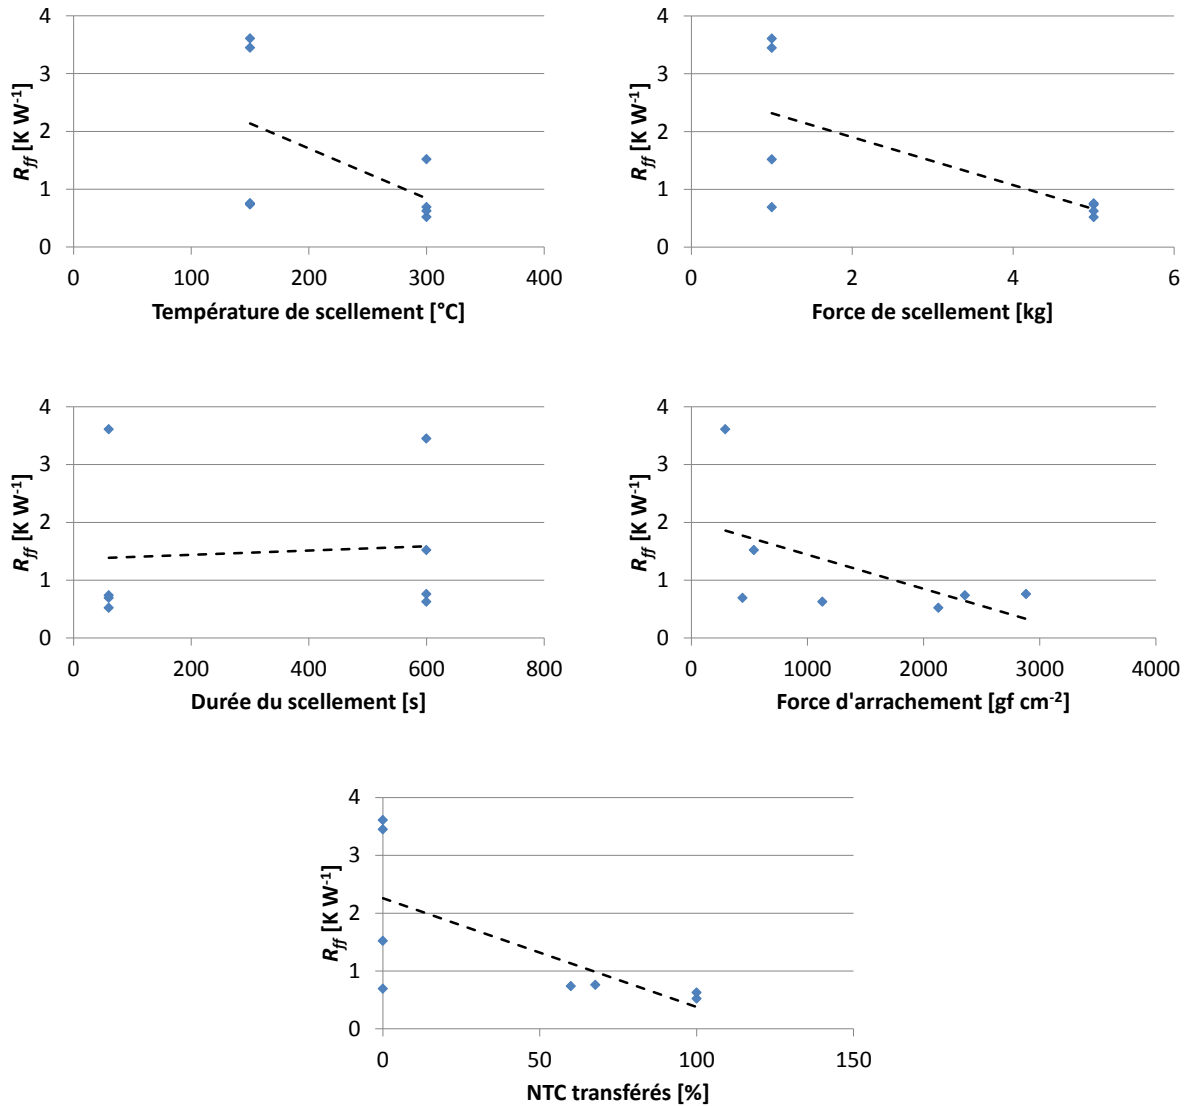 4
3
2
1
0
R_ff [K W⁻¹]
0 100 200 300 400
Température de scellement [°C]
4
3
2
1
0
R_ff [K W⁻¹]
0 2 4 6
Force de scellement [kg]
4
3
2
1
0
R_ff [K W⁻¹]
0 200 400 600 800
Durée du scellement [s]
4
3
2
1
0
R_ff [K W⁻¹]
0 1000 2000 3000 4000
Force d'arrachement [gf cm⁻²]
4
3
2
1
0
R_ff [K W⁻¹]
0 50 100 150
NTC transférés [%]